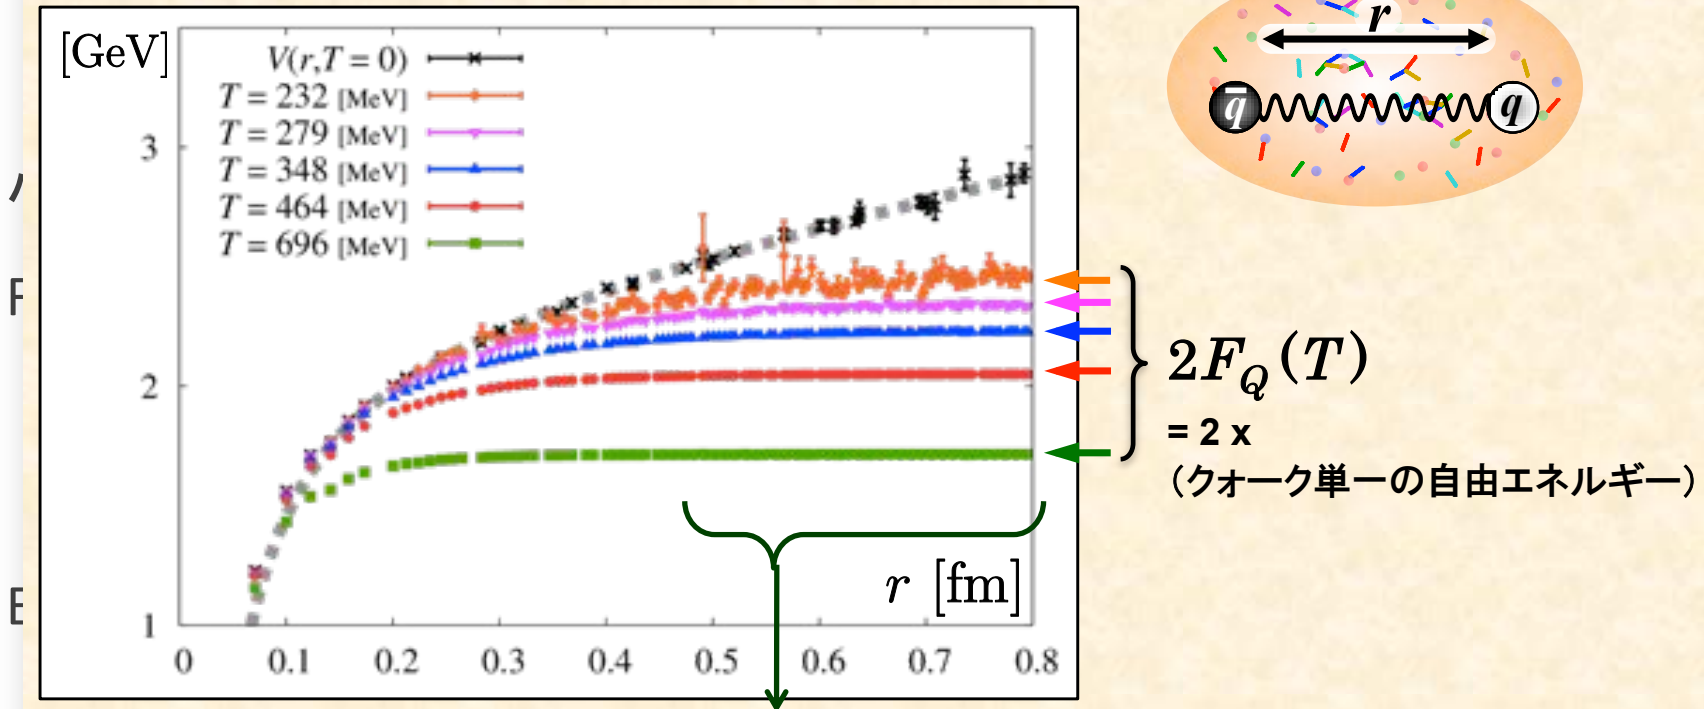 [GeV]
V(r,T = 0)
T = 232 [MeV]
T = 279 [MeV]
T = 348 [MeV]
T = 464 [MeV]
T = 696 [MeV]
3
2
1
0 0.1 0.2 0.3 0.4 0.5 0.6 0.7 0.8
r [fm]
r
q̄ q
2F_Q(T)
= 2 x
(クォーク単一の自由エネルギー)